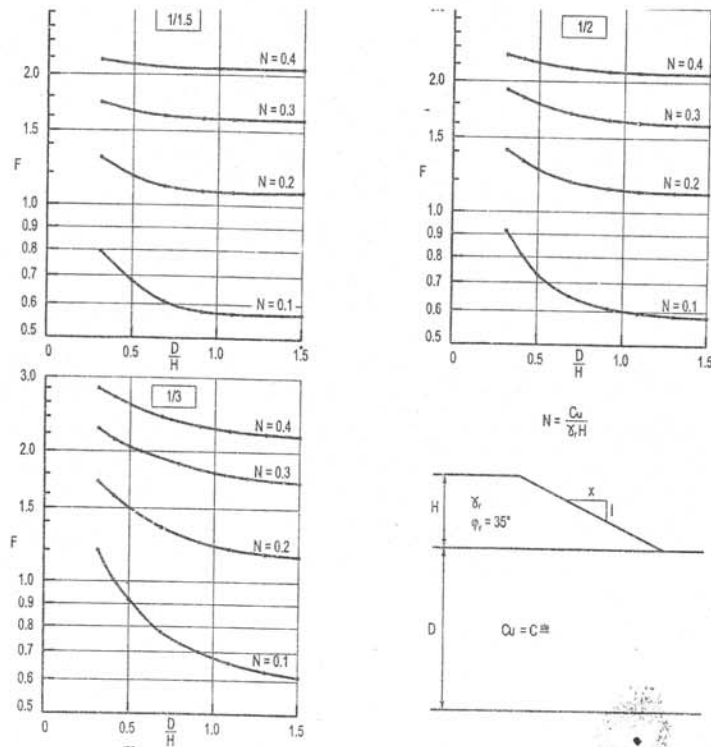 1/1.5
2.0
1.5
F
1.0
0.9
0.8
0.7
0.6
0.5
0
0.5
D/H
1.0
1.5
N = 0.4
N = 0.3
N = 0.2
N = 0.1
1/2
2.0
1.5
F
1.0
0.9
0.8
0.7
0.6
0.5
0
0.5
D/H
1.0
1.5
N = 0.4
N = 0.3
N = 0.2
N = 0.1
1/3
3.0
2.0
1.5
F
1.0
0.9
0.8
0.7
0.6
0.5
0
0.5
D/H
1.0
1.5
N = 0.4
N = 0.3
N = 0.2
N = 0.1
N = Cu/γrH
H
γr
φr = 35°
x
1
D
Cu = C